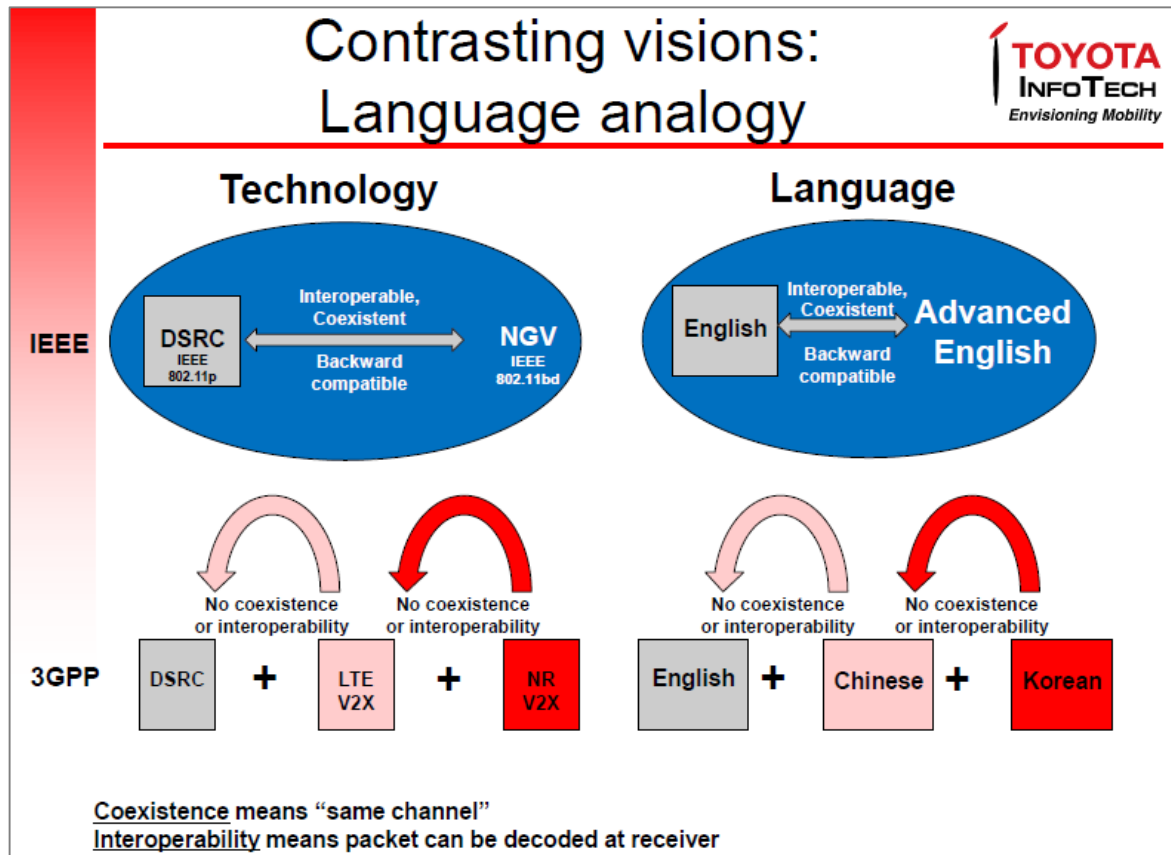 Contrasting visions:
Language analogy
TOYOTA
INFOTECH
Envisioning Mobility
Technology
Language
IEEE
DSRC
IEEE
802.11p
Interoperable,
Coexistent
Backward
compatible
NGV
IEEE
802.11bd
English
Interoperable,
Coexistent
Backward
compatible
Advanced
English
No coexistence
or interoperability
No coexistence
or interoperability
No coexistence
or interoperability
No coexistence
or interoperability
3GPP
DSRC
+
LTE
V2X
+
NR
V2X
English
+
Chinese
+
Korean
Coexistence means “same channel”
Interoperability means packet can be decoded at receiver